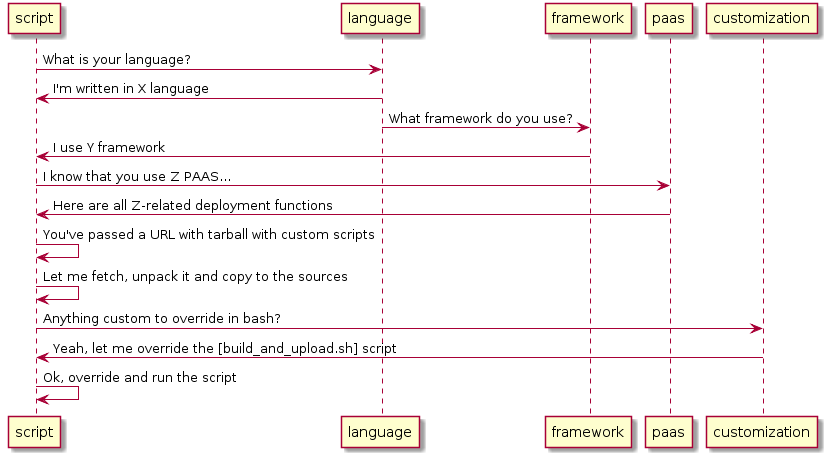 script language framework paas customization
What is your language?
I'm written in X language
What framework do you use?
I use Y framework
I know that you use Z PAAS...
Here are all Z-related deployment functions
You've passed a URL with tarball with custom scripts
Let me fetch, unpack it and copy to the sources
Anything custom to override in bash?
Yeah, let me override the [build_and_upload.sh] script
Ok, override and run the script
script language framework paas customization